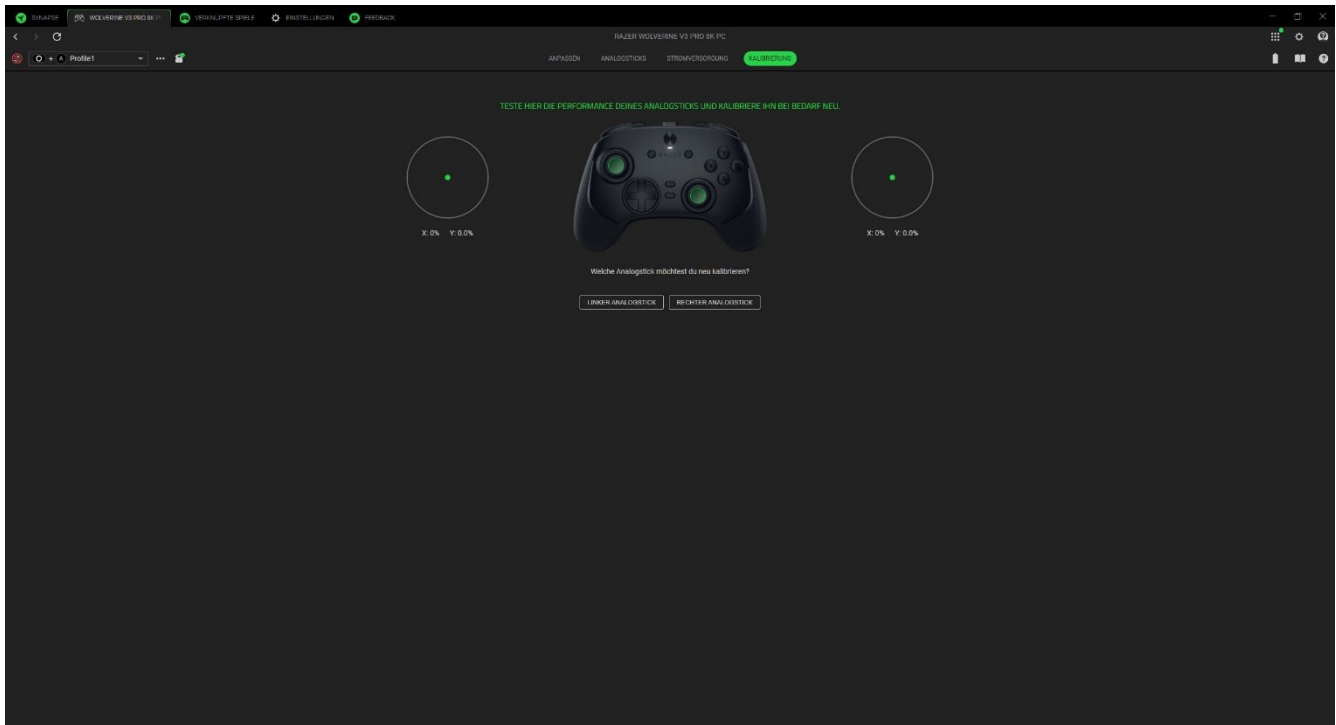 SYNAPSE WOLVERINE V3 PRO 8K P VERKNÜPFTE SPIELE EINSTELLUNGEN FEEDBACK
RAZER WOLVERINE V3 PRO 8K PC
+ A Profile1 ANPASSEN ANALOGSTICKS STROMVERSORGUNG KALIBRIERUNG
TESTE HIER DIE PERFORMANCE DEINES ANALOGSTICKS UND KALIBRIERE IHN BEI BEDARF NEU.
X: 0% Y: 0.0% X: 0% Y: 0.0%
Welche Analogstick möchtest du neu kalibrieren?
LINKER ANALOGSTICK RECHTER ANALOGSTICK